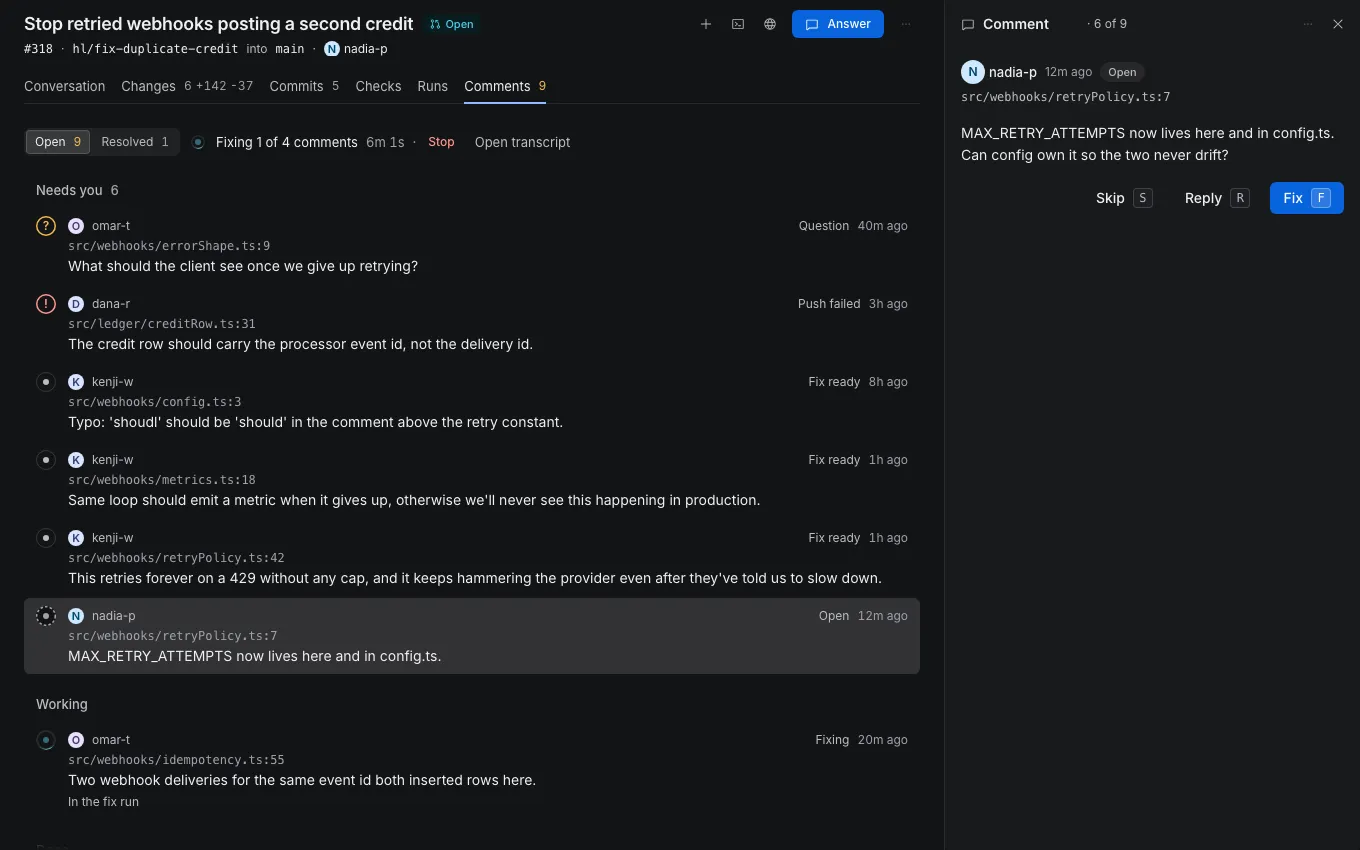 Stop retried webhooks posting a second credit Open
Answer
#318 · hl/fix-duplicate-credit into main · N nadia-p
Conversation Changes 6 +142 -37 Commits 5 Checks Runs Comments 9
Open 9 Resolved 1 Fixing 1 of 4 comments 6m 1s · Stop Open transcript
Needs you 6
? O omar-t Question 40m ago
src/webhooks/errorShape.ts:9
What should the client see once we give up retrying?
! D dana-r Push failed 3h ago
src/ledger/creditRow.ts:31
The credit row should carry the processor event id, not the delivery id.
K kenji-w Fix ready 8h ago
src/webhooks/config.ts:3
Typo: 'shoudl' should be 'should' in the comment above the retry constant.
K kenji-w Fix ready 1h ago
src/webhooks/metrics.ts:18
Same loop should emit a metric when it gives up, otherwise we'll never see this happening in production.
K kenji-w Fix ready 1h ago
src/webhooks/retryPolicy.ts:42
This retries forever on a 429 without any cap, and it keeps hammering the provider even after they've told us to slow down.
N nadia-p Open 12m ago
src/webhooks/retryPolicy.ts:7
MAX_RETRY_ATTEMPTS now lives here and in config.ts.
Working
O omar-t Fixing 20m ago
src/webhooks/idempotency.ts:55
Two webhook deliveries for the same event id both inserted rows here.
In the fix run
Comment · 6 of 9
N nadia-p 12m ago Open
src/webhooks/retryPolicy.ts:7
MAX_RETRY_ATTEMPTS now lives here and in config.ts.
Can config own it so the two never drift?
Skip S Reply R Fix F